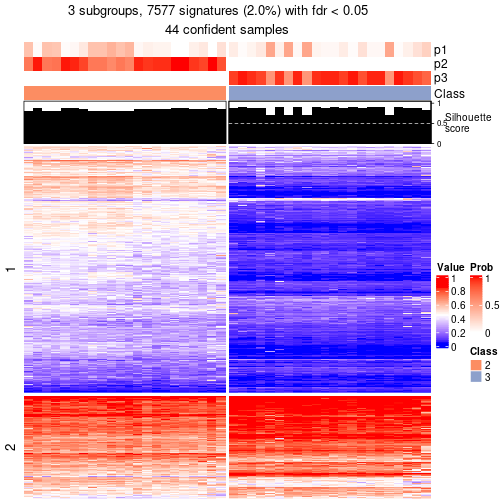 3 subgroups, 7577 signatures (2.0%) with fdr < 0.05
44 confident samples
p1
p2
p3
Class
1
0.5
0
Silhouette
score
1
2
Value
1
0.8
0.6
0.4
0.2
0
Prob
1
0.5
0
Class
2
3